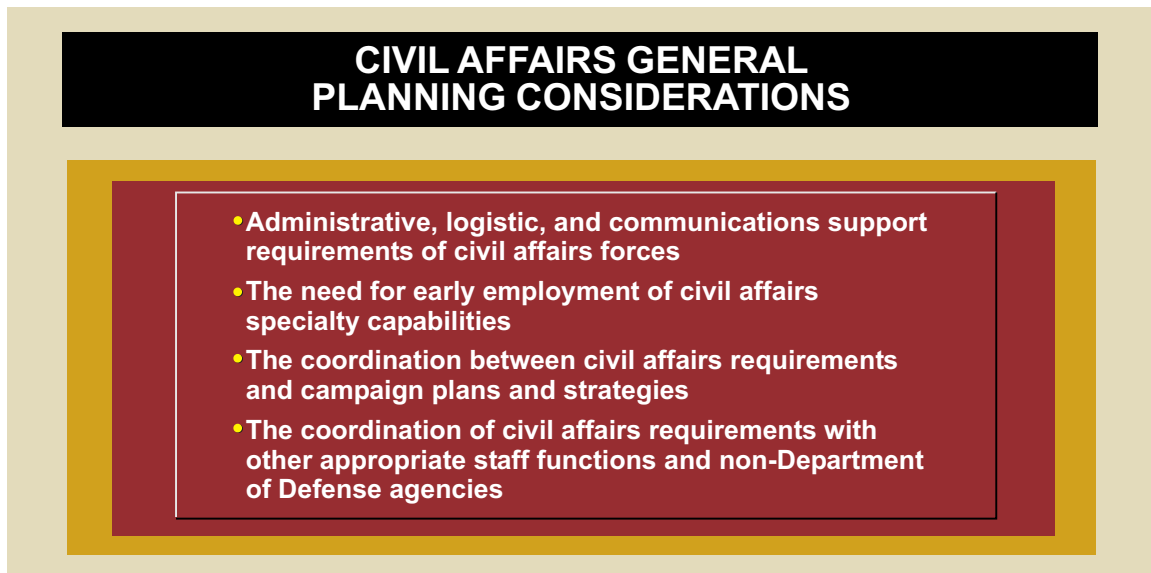 CIVIL AFFAIRS GENERAL
PLANNING CONSIDERATIONS
•Administrative, logistic, and communications support
requirements of civil affairs forces
•The need for early employment of civil affairs
specialty capabilities
•The coordination between civil affairs requirements
and campaign plans and strategies
•The coordination of civil affairs requirements with
other appropriate staff functions and non-Department
of Defense agencies